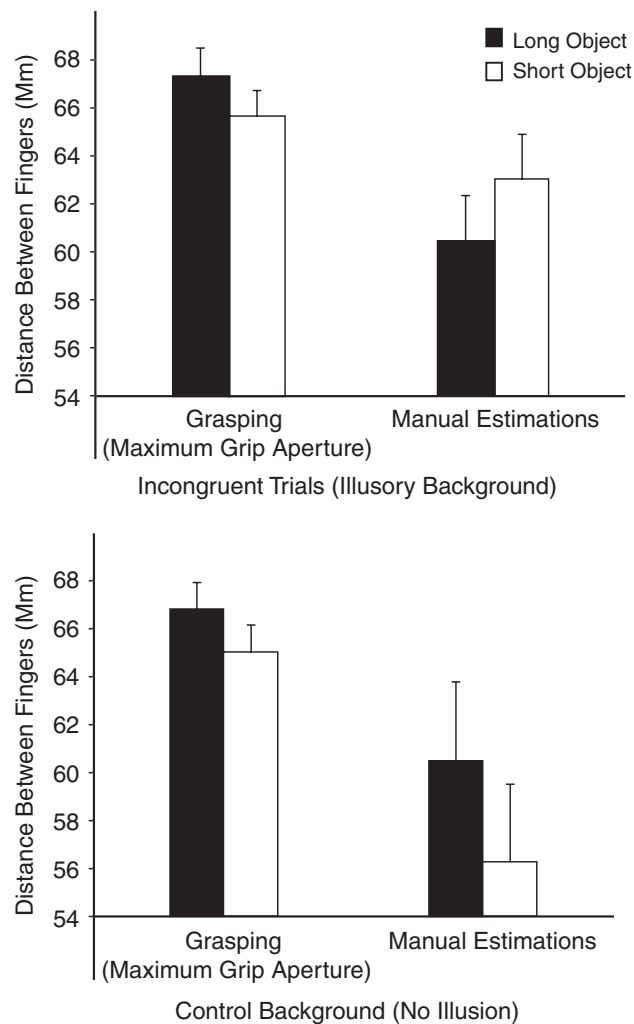 Distance Between Fingers (Mm)
68
66
64
62
60
58
56
54
Long Object
Short Object
Grasping
(Maximum Grip Aperture)
Manual Estimations
Incongruent Trials (Illusory Background)
Distance Between Fingers (Mm)
68
66
64
62
60
58
56
54
Grasping
(Maximum Grip Aperture)
Manual Estimations
Control Background (No Illusion)